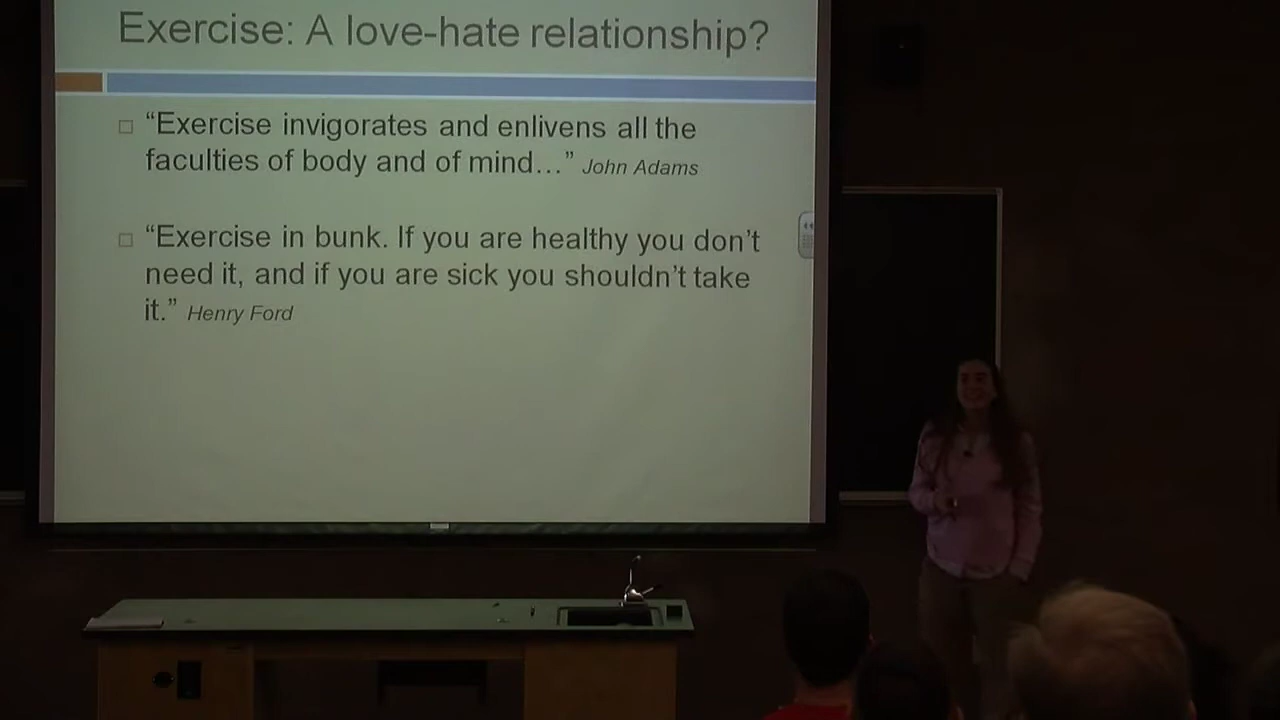 Exercise: A love-hate relationship?
“Exercise invigorates and enlivens all the
faculties of body and of mind…” John Adams
“Exercise in bunk. If you are healthy you don’t
need it, and if you are sick you shouldn’t take
it.” Henry Ford